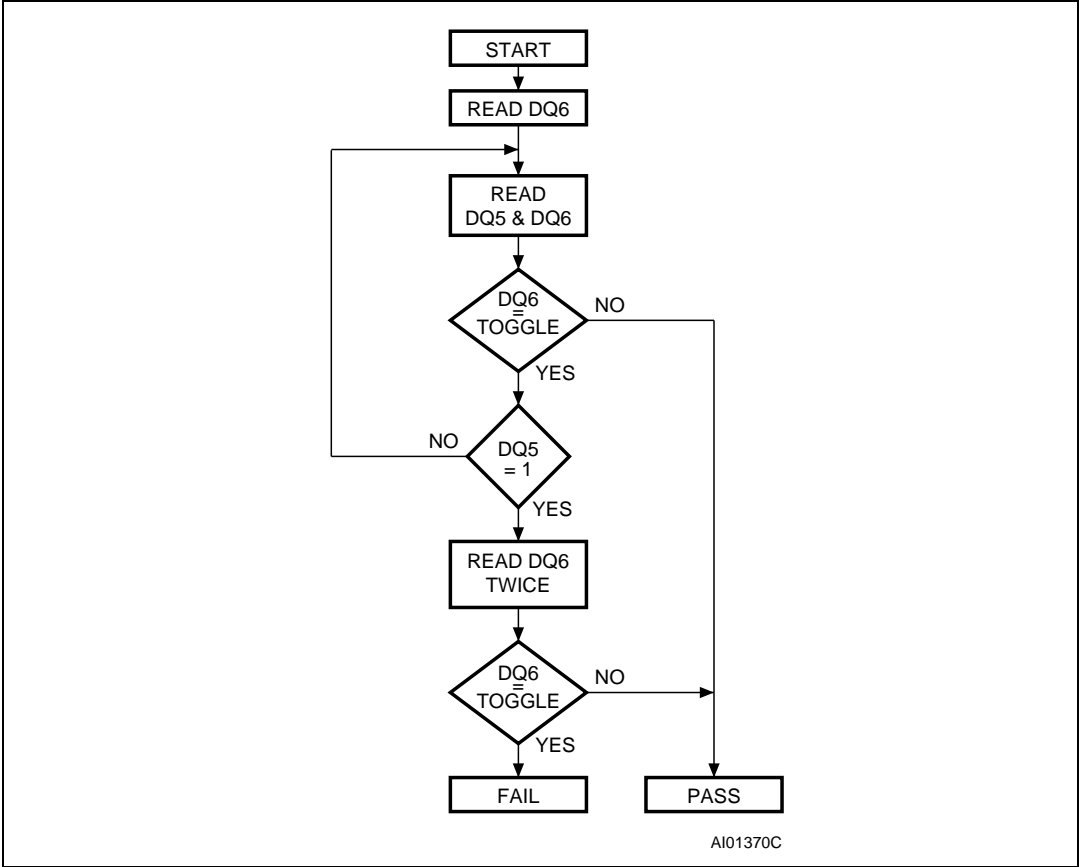 START
READ DQ6
READ
DQ5 & DQ6
DQ6
=
TOGGLE
NO
YES
NO
DQ5
= 1
YES
READ DQ6
TWICE
DQ6
=
TOGGLE
NO
YES
FAIL
PASS
AI01370C